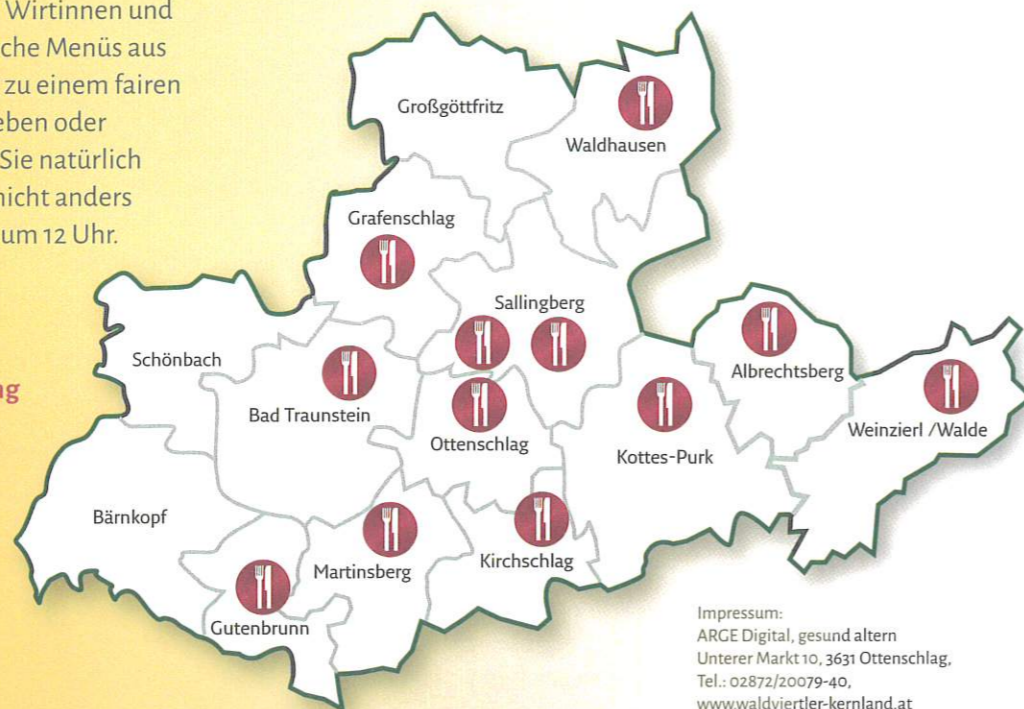 Wirtinnen und
che Menüs aus
zu einem fairen
eben oder
Sie natürlich
nicht anders
um 12 Uhr.
ng
Großgöttfritz
Waldhausen
Grafenschlag
Sallingberg
Schönbach
Albrechtsberg
Bad Traunstein
Ottenschlag
Weinzierl /Walde
Kottes-Purk
Bärnkopf
Kirchschlag
Martinsberg
Gutenbrunn
Impressum:
ARGE Digital, gesund altern
Unterer Markt 10, 3631 Ottenschlag,
Tel.: 02872/20079-40,
www.waldviertler-kernland.at